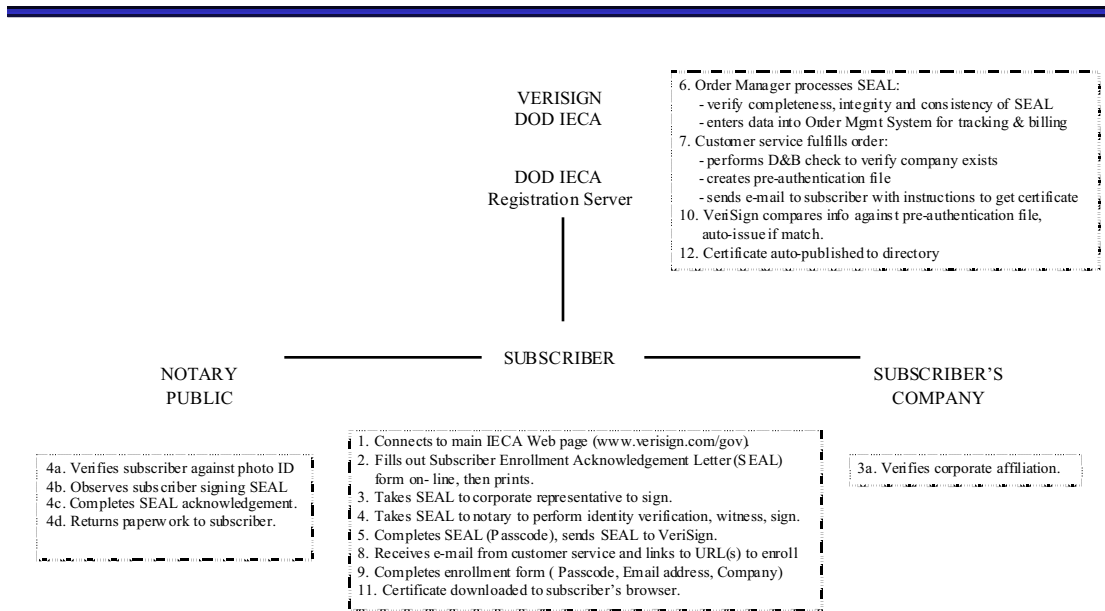 VERISIGN
DOD IECA
DOD IECA
Registration Server
6. Order Manager processes SEAL:
- verify completeness, integrity and consistency of SEAL
- enters data into Order Mgmt System for tracking & billing
7. Customer service fulfills order:
- performs D&B check to verify company exists
- creates pre-authentication file
- sends e-mail to subscriber with instructions to get certificate
10. VeriSign compares info against pre-authentication file,
auto-issue if match.
12. Certificate auto-published to directory
SUBSCRIBER
NOTARY
PUBLIC
SUBSCRIBER'S
COMPANY
4a. Verifies subscriber against photo ID
4b. Observes subscriber signing SEAL
4c. Completes SEAL acknowledgement.
4d. Returns paperwork to subscriber.
1. Connects to main IECA Web page (www.verisign.com/gov).
2. Fills out Subscriber Enrollment Acknowledgement Letter (SEAL)
form on-line, then prints.
3. Takes SEAL to corporate representative to sign.
4. Takes SEAL to notary to perform identity verification, witness, sign.
5. Completes SEAL (Passcode), sends SEAL to VeriSign.
8. Receives e-mail from customer service and links to URL(s) to enroll
9. Completes enrollment form ( Passcode, Email address, Company)
11. Certificate downloaded to subscriber's browser.
3a. Verifies corporate affiliation.